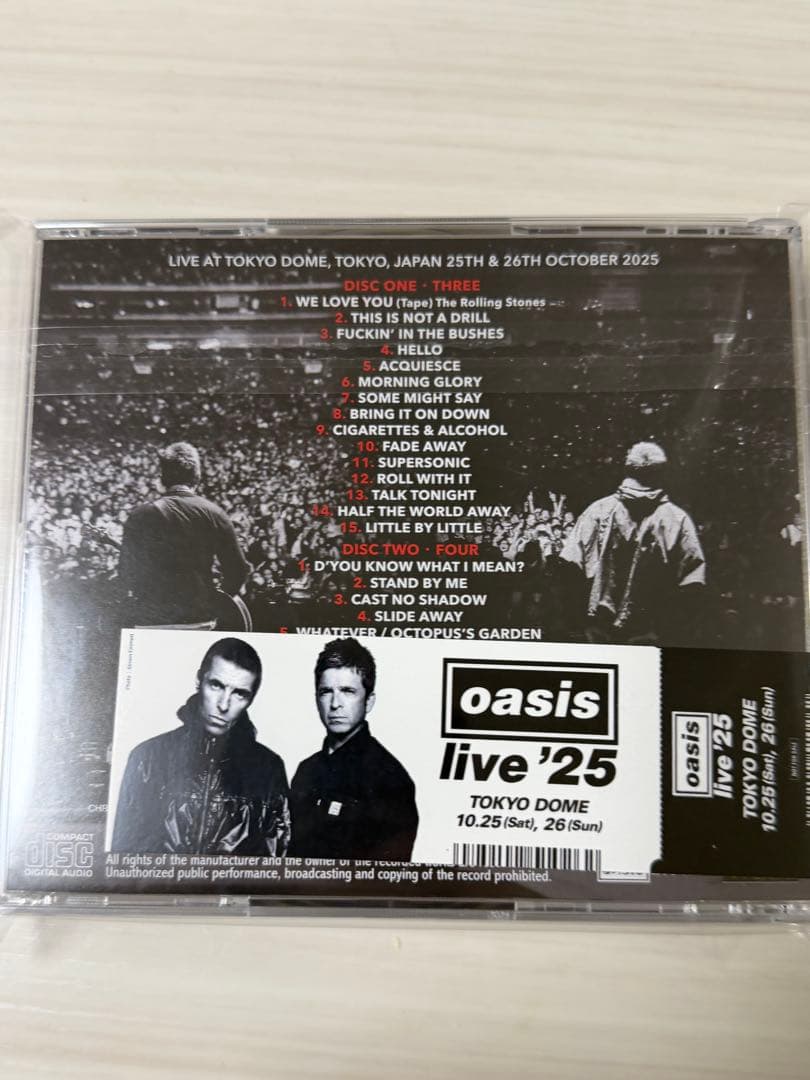 LIVE AT TOKYO DOME, TOKYO, JAPAN 25TH & 26TH OCTOBER 2025
DISC ONE · THREE
1. WE LOVE YOU (Tape) The Rolling Stones
2. THIS IS NOT A DRILL
3. FUCKIN' IN THE BUSHES
4. HELLO
5. ACQUIESCE
6. MORNING GLORY
7. SOME MIGHT SAY
8. BRING IT ON DOWN
9. CIGARETTES & ALCOHOL
10. FADE AWAY
11. SUPERSONIC
12. ROLL WITH IT
13. TALK TONIGHT
14. HALF THE WORLD AWAY
15. LITTLE BY LITTLE
DISC TWO · FOUR
1. D'YOU KNOW WHAT I MEAN?
2. STAND BY ME
3. CAST NO SHADOW
4. SLIDE AWAY
5. WHATEVER / OCTOPUS'S GARDEN
oasis
live '25
TOKYO DOME
10.25(Sat), 26(Sun)
oasis
live '25
TOKYO DOME
10.25(Sat), 26(Sun)
COMPACT
disc
DIGITAL AUDIO
All rights of the manufacturer and the owner of the recorded
Unauthorized public performance, broadcasting and copying of the record prohibited.